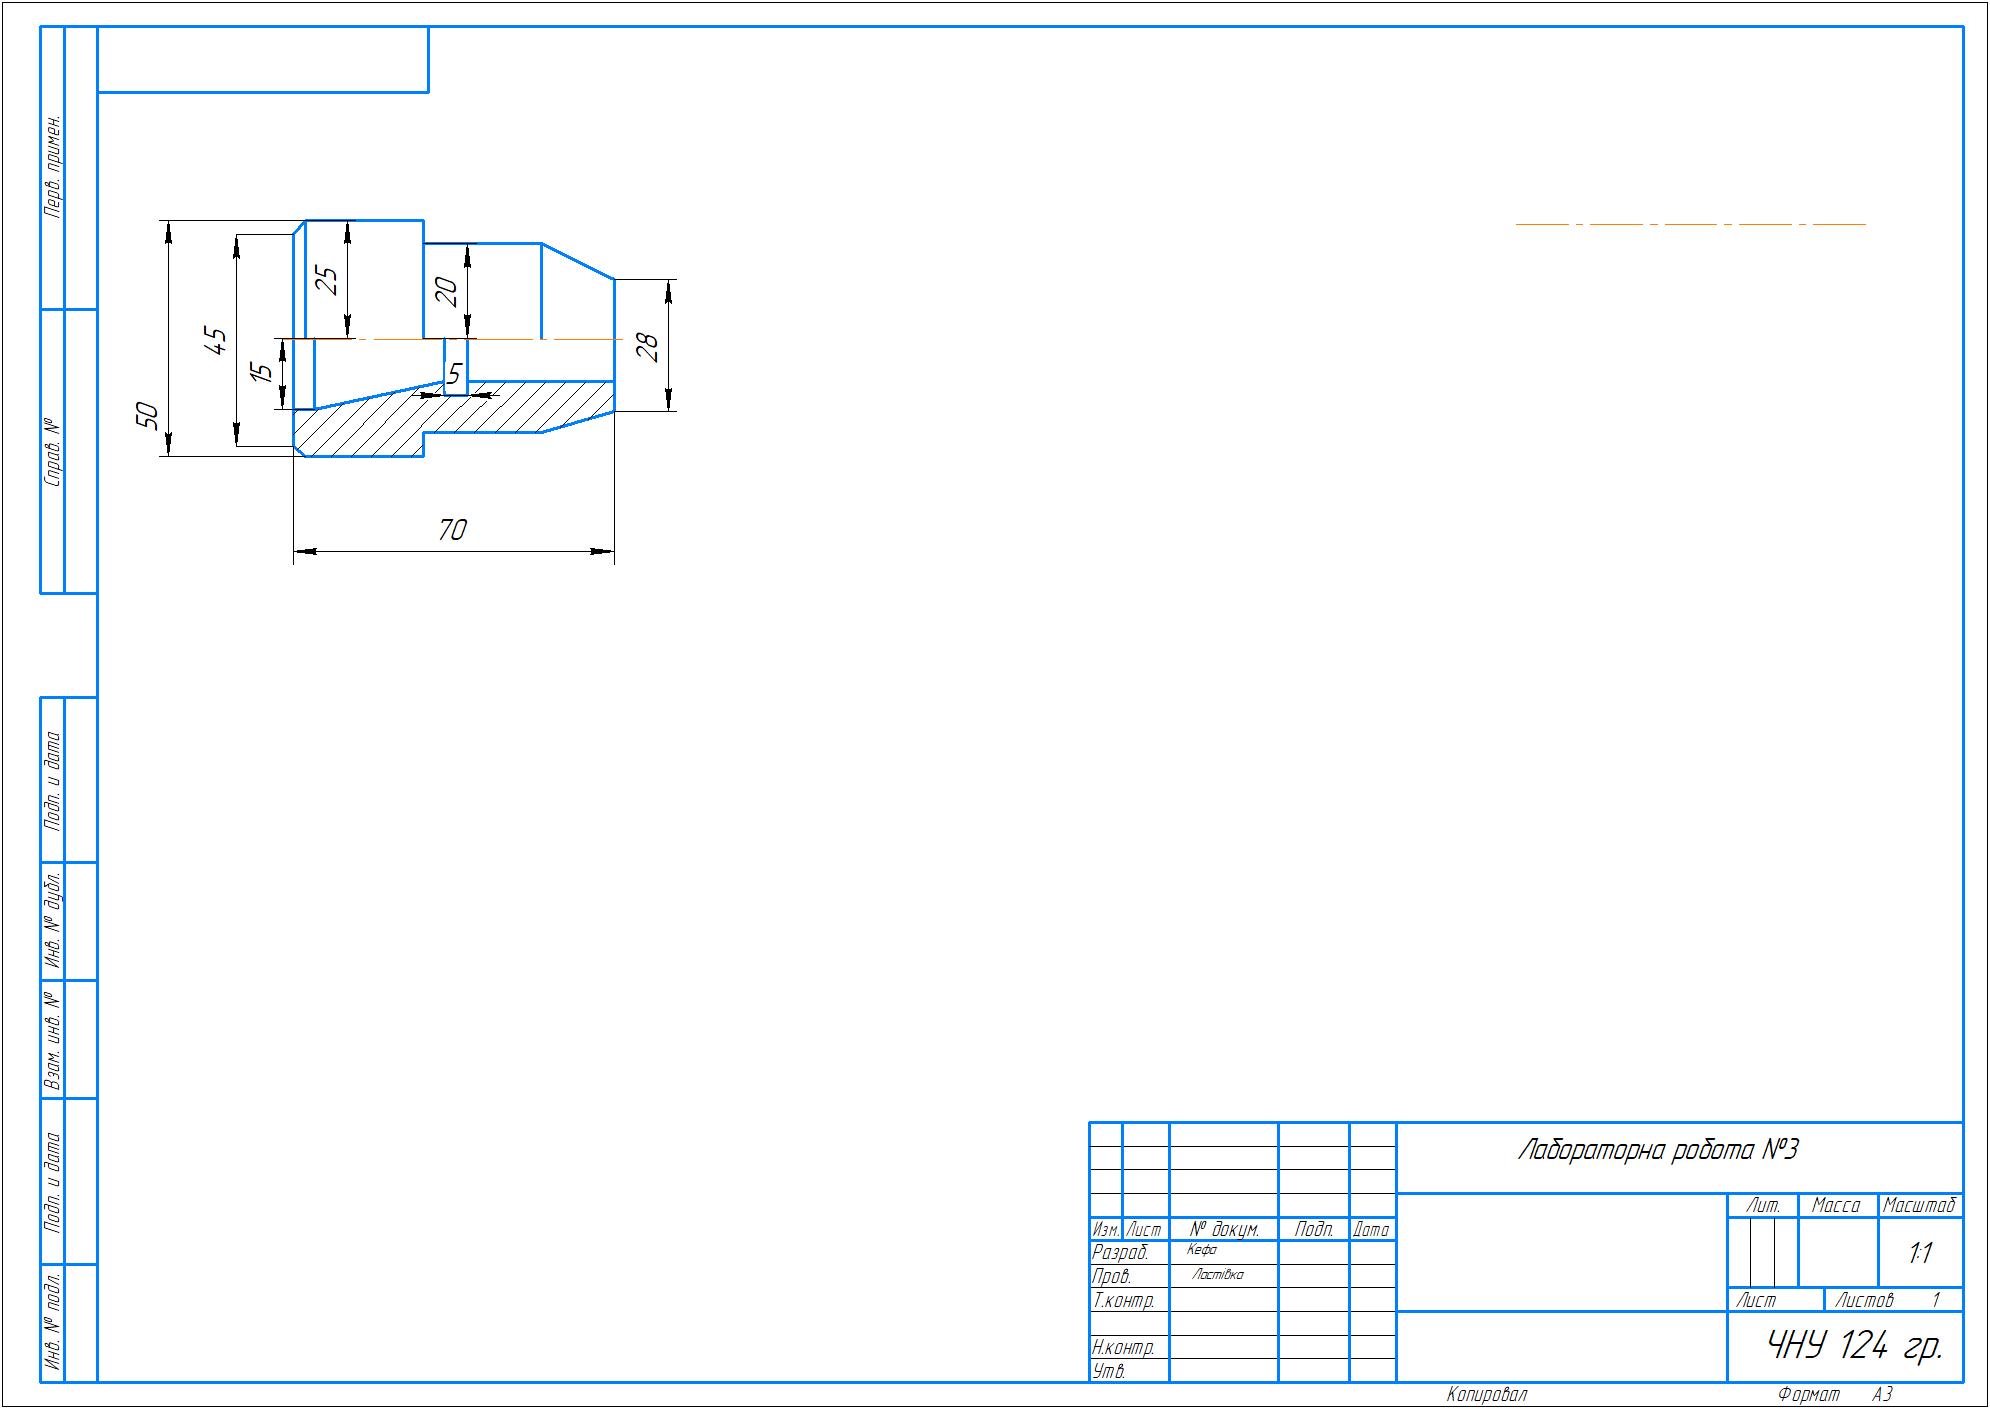 Перв. примен.
Справ. №
Подп. и дата
Инв. № дубл.
Взам. инв. №
Подп. и дата
Инв. № подл.
50
45
25
15
20
5
28
70
Лабораторна робота №3
Лит. Масса Масштаб
1:1
Лист Листов 1
ЧНУ 124 гр.
Изм. Лист № докум. Подп. Дата
Разраб. Кефа
Пров. Ластівка
Т.контр.
Н.контр.
Утв.
Копировал Формат А3